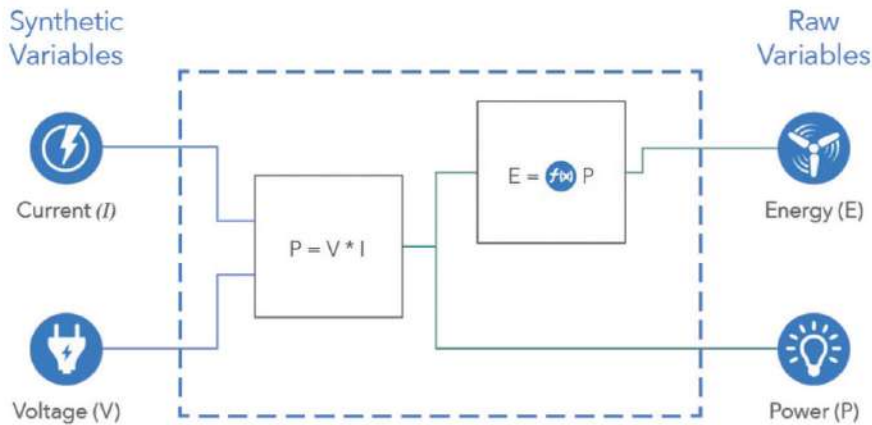 Synthetic
Variables
Raw
Variables
Current (I)
P = V * I
E = f(x) P
Energy (E)
Voltage (V)
Power (P)